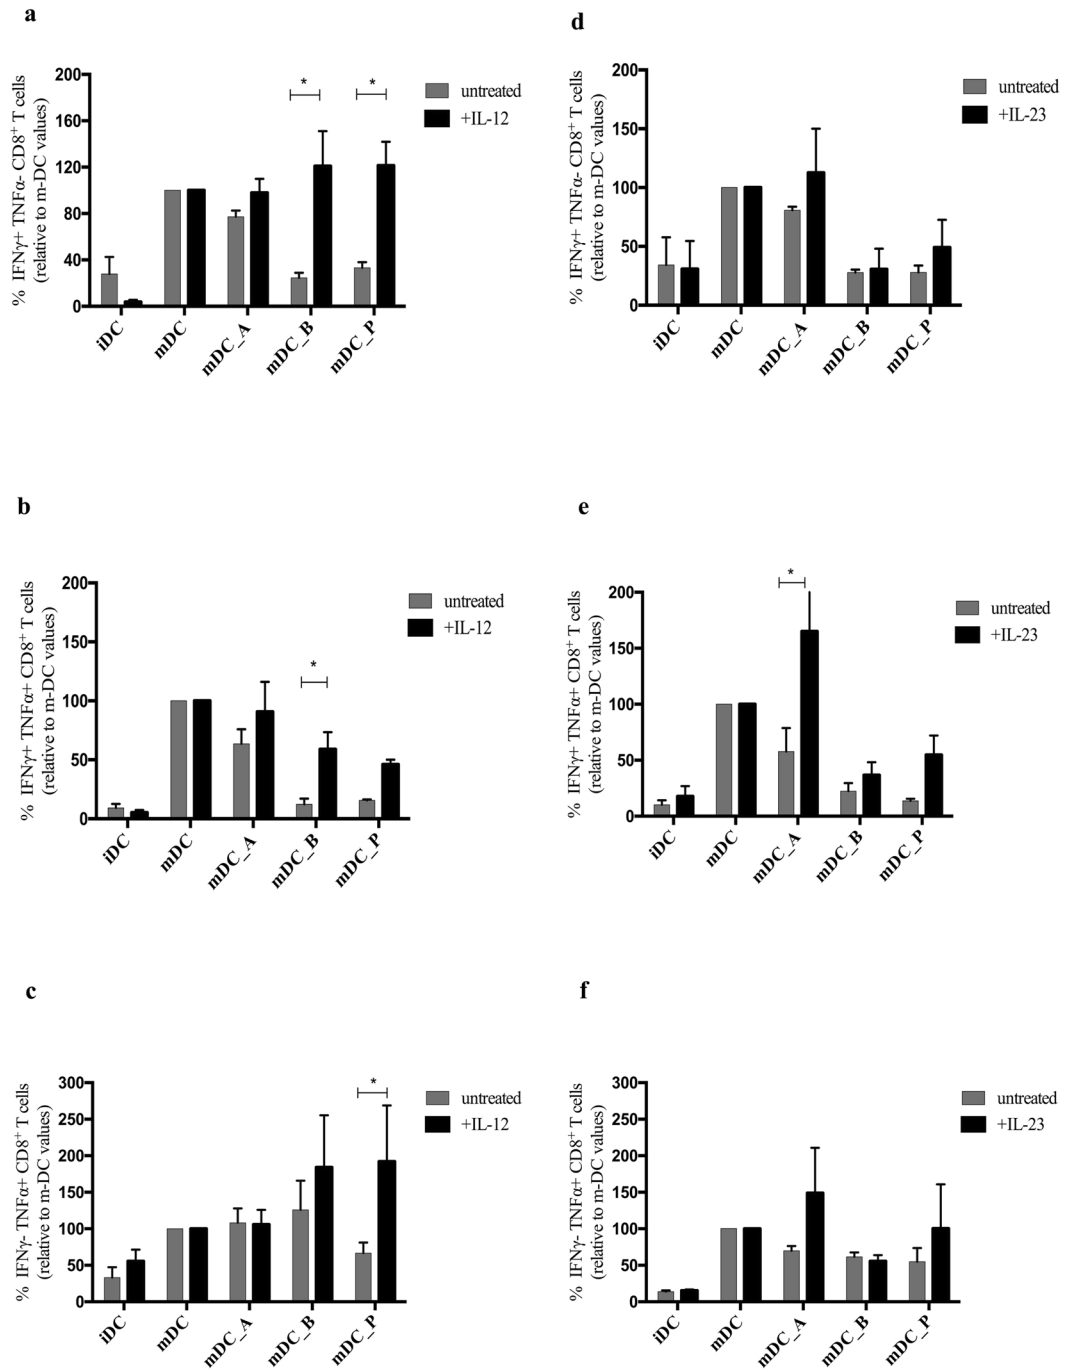 a
% IFNγ+ TNFα- CD8+ T cells
(relative to m-DC values)
200
160
120
80
40
0
* *
untreated
+IL-12
iDC mDC mDC_A mDC_B mDC_P
d
% IFNγ+ TNFα- CD8+ T cells
(relative to m-DC values)
200
150
100
50
0
untreated
+IL-23
iDC mDC mDC_A mDC_B mDC_P
b
% IFNγ+ TNFα+ CD8+ T cells
(relative to m-DC values)
200
150
100
50
0
*
untreated
+IL-12
iDC mDC mDC_A mDC_B mDC_P
e
% IFNγ+ TNFα+ CD8+ T cells
(relative to m-DC values)
200
150
100
50
0
*
untreated
+IL-23
iDC mDC mDC_A mDC_B mDC_P
c
% IFNγ- TNFα+ CD8+ T cells
(relative to m-DC values)
300
250
200
150
100
50
0
*
untreated
+IL-12
iDC mDC mDC_A mDC_B mDC_P
f
% IFNγ- TNFα+ CD8+ T cells
(relative to m-DC values)
300
250
200
150
100
50
0
untreated
+IL-23
iDC mDC mDC_A mDC_B mDC_P